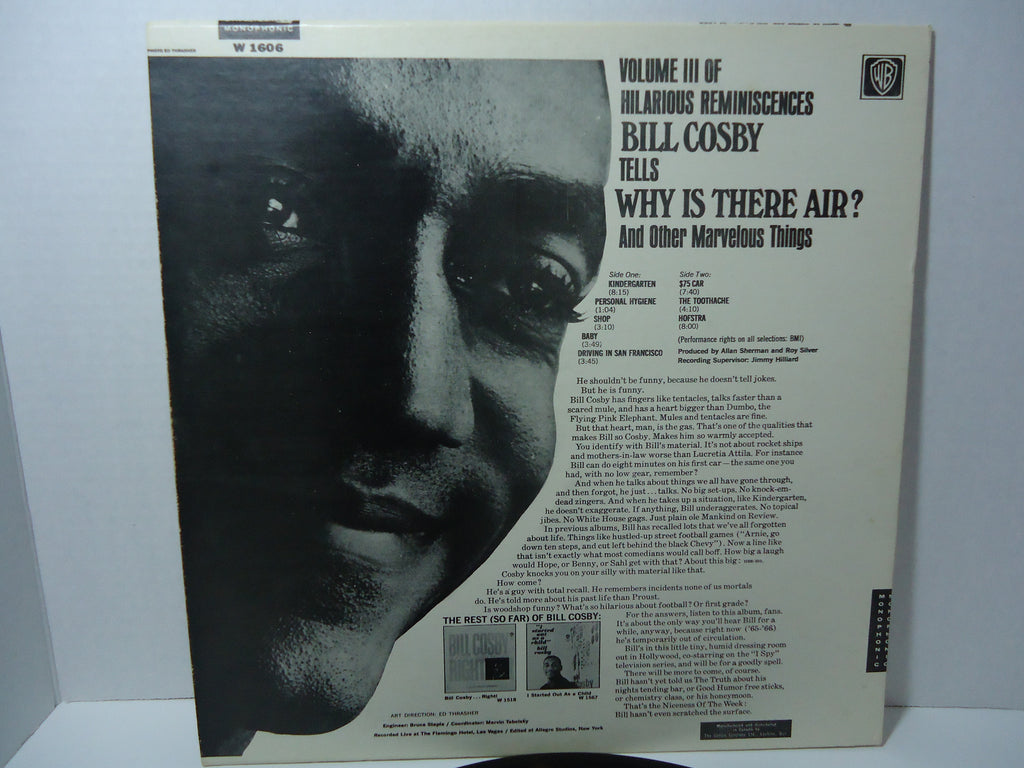 MONOPHONIC
W 1606
PHOTO: ED THRASHER
VOLUME III OF
HILARIOUS REMINISCENCES
BILL COSBY
TELLS
WHY IS THERE AIR?
And Other Marvelous Things
WB
Side One:
KINDERGARTEN
(8:15)
PERSONAL HYGIENE
(1:04)
SHOP
(3:10)
BABY
(3:49)
DRIVING IN SAN FRANCISCO
(3:45)
Side Two:
$75 CAR
(7:40)
THE TOOTHACHE
(4:10)
HOFSTRA
(8:00)
(Performance rights on all selections: BMI)
Produced by Allan Sherman and Roy Silver
Recording Supervisor: Jimmy Hilliard
He shouldn't be funny, because he doesn't tell jokes.
But he is funny.
Bill Cosby has fingers like tentacles, talks faster than a
scared mule, and has a heart bigger than Dumbo, the
Flying Pink Elephant. Mules and tentacles are fine.
But that heart, man, is the gas. That's one of the qualities that
makes Bill so Cosby. Makes him so warmly accepted.
You identify with Bill's material. It's not about rocket ships
and mothers-in-law worse than Lucretia Attila. For instance
Bill can do eight minutes on his first car — the same one you
had, with no low gear, remember?
And when he talks about things we all have gone through,
and then forgot, he just ... talks. No big set-ups. No knock-em-
dead zingers. And when he takes up a situation, like Kindergarten,
he doesn't exaggerate. If anything, Bill underaggerates. No topical
jibes. No White House gags. Just plain ole Mankind on Review.
In previous albums, Bill has recalled lots that we've all forgotten
about life. Things like hustled-up street football games ("Arnie, go
down ten steps, and cut left behind the black Chevy"). Now a line like
that isn't exactly what most comedians would call boff. How big a laugh
would Hope, or Benny, or Sahl get with that? About this big:
Cosby knocks you on your silly with material like that.
How come?
He's a guy with total recall. He remembers incidents none of us mortals
do. He's told more about his past life than Proust.
Is woodshop funny? What's so hilarious about football? Or first grade?
For the answers, listen to this album, fans.
It's about the only way you'll hear Bill for a
while, anyway, because right now ('65-'66)
he's temporarily out of circulation.
Bill's in this little tiny, humid dressing room
out in Hollywood, co-starring on the "I Spy"
television series, and will be for a goodly spell.
There will be more to come, of course.
Bill hasn't yet told us The Truth about his
nights tending bar, or Good Humor free sticks,
or chemistry class, or his honeymoon.
That's the Niceness Of The Week:
Bill hasn't even scratched the surface.
THE REST (SO FAR) OF BILL COSBY:
BILL COSBY
RIGHT
"i
started
out
as a
child"
bill
cosby
Bill Cosby ... Right!
W 1518
I Started Out As a Child
W 1567
ART DIRECTION: ED THRASHER
Engineer: Bruce Staple / Coordinator: Marvin Tabolsky
Recorded Live at The Flamingo Hotel, Las Vegas / Edited at Allegro Studios, New York
MONOPHONIC
Manufactured and distributed
in Canada by